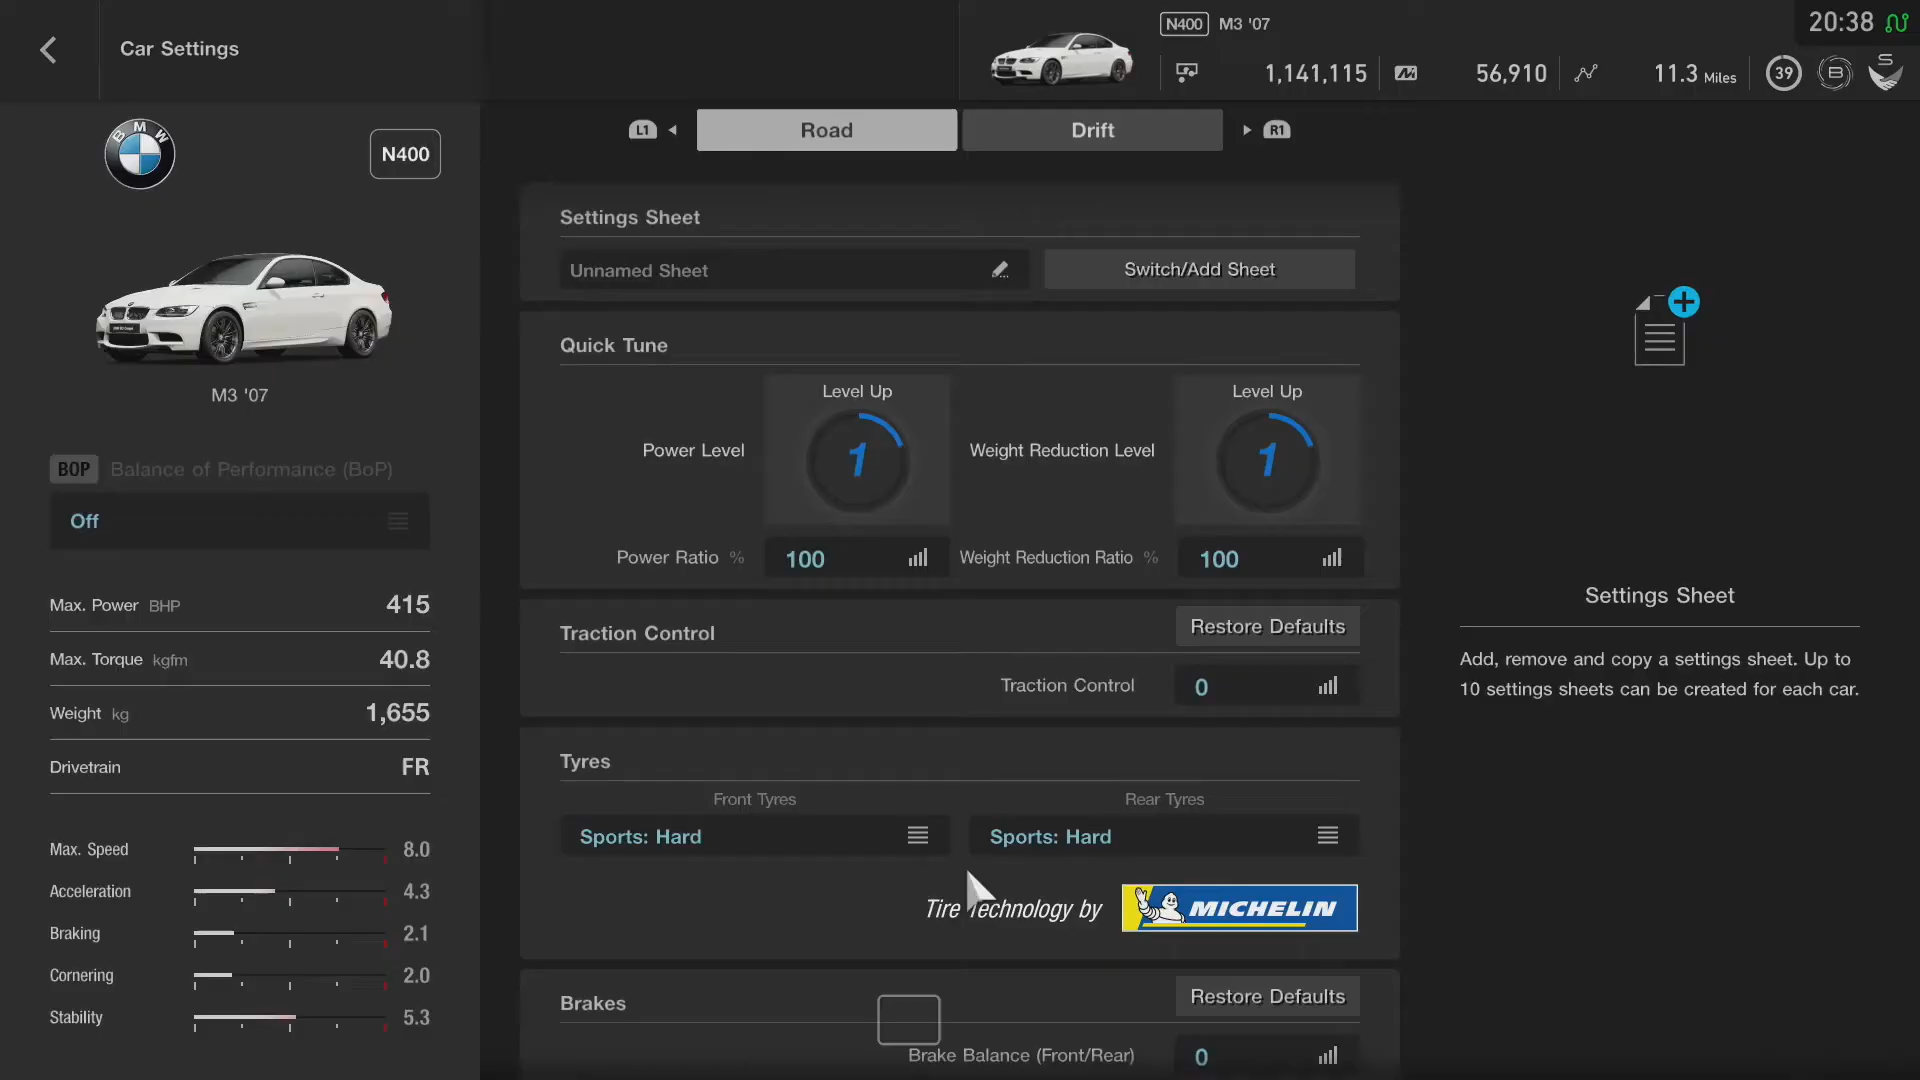 Car Settings
N400 M3 '07
1,141,115 56,910 11.3 Miles 39 B S
20:38
L1 Road Drift R1
BMW
N400
M3 '07
BOP Balance of Performance (BoP)
Off
Max. Power BHP 415
Max. Torque kgfm 40.8
Weight kg 1,655
Drivetrain FR
Max. Speed 8.0
Acceleration 4.3
Braking 2.1
Cornering 2.0
Stability 5.3
Settings Sheet
Unnamed Sheet Switch/Add Sheet
Quick Tune
Level Up Level Up
Power Level 1 Weight Reduction Level 1
Power Ratio % 100 Weight Reduction Ratio % 100
Traction Control Restore Defaults
Traction Control 0
Tyres
Front Tyres Rear Tyres
Sports: Hard Sports: Hard
Tire Technology by MICHELIN
Brakes Restore Defaults
Brake Balance (Front/Rear) 0
Settings Sheet
Add, remove and copy a settings sheet. Up to
10 settings sheets can be created for each car.